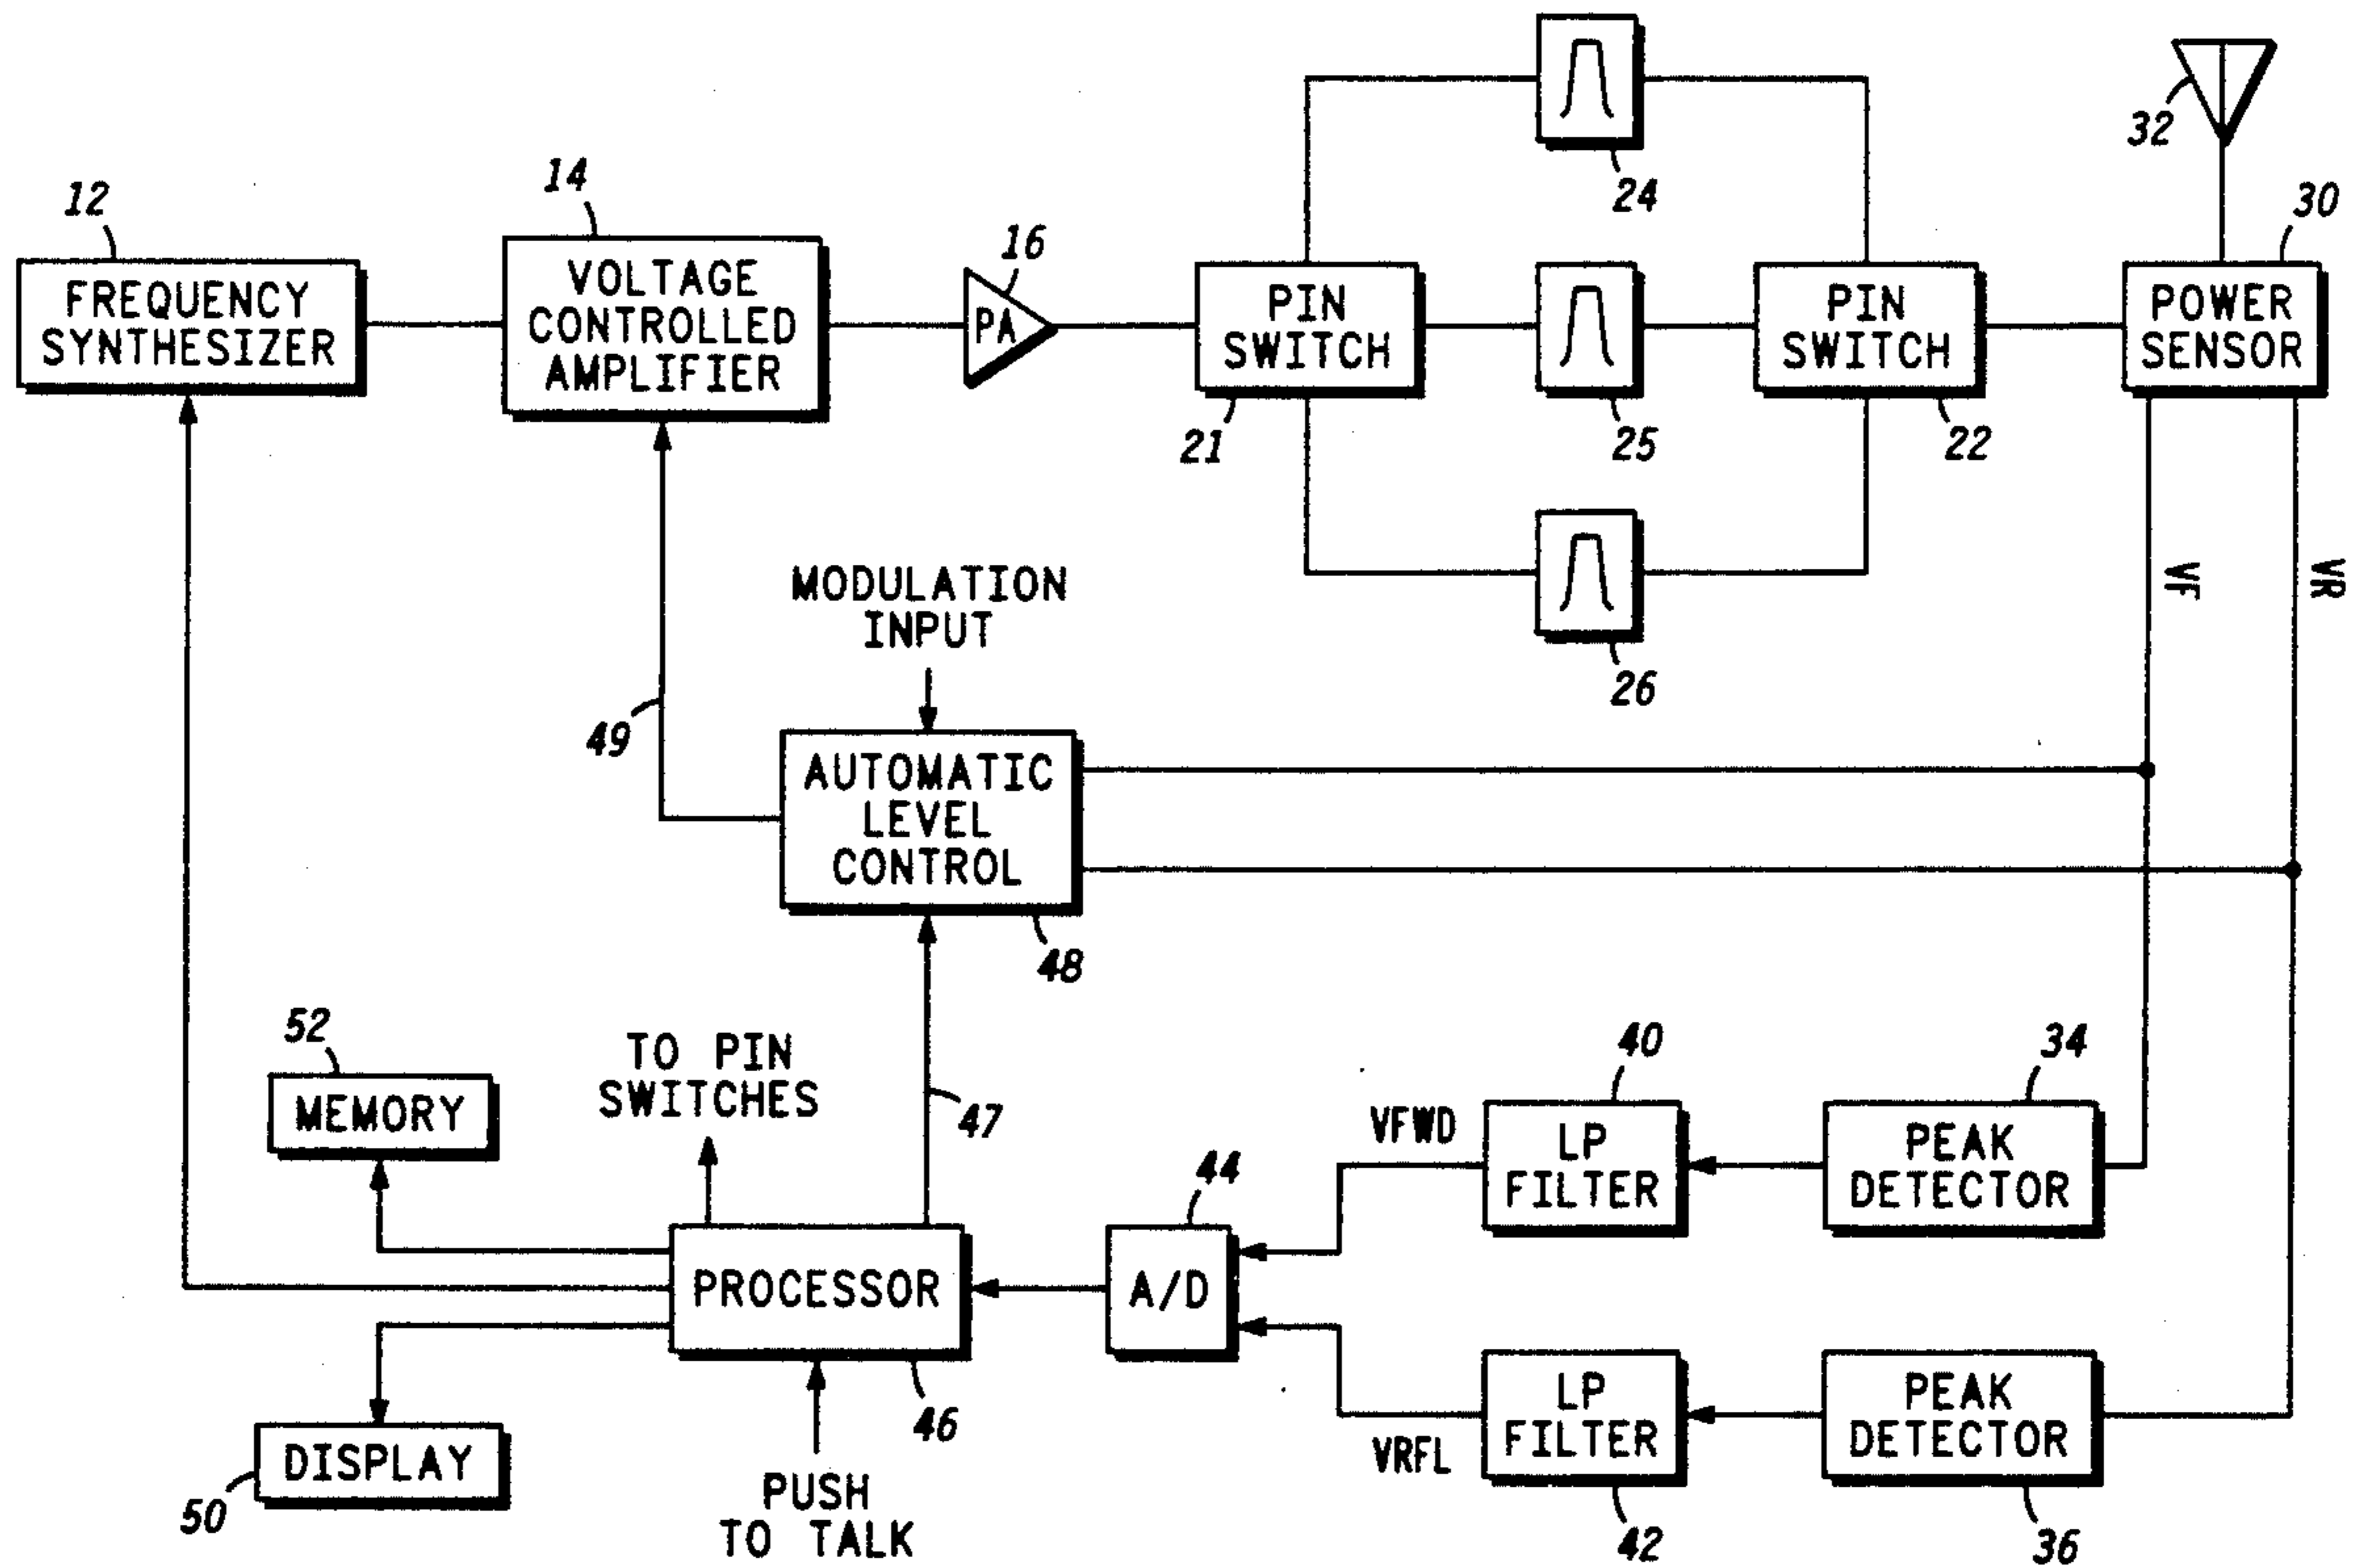 12
FREQUENCY
SYNTHESIZER
14
VOLTAGE
CONTROLLED
AMPLIFIER
16
PA
21
PIN
SWITCH
24
25
26
22
PIN
SWITCH
30
POWER
SENSOR
32
VF
VR
MODULATION
INPUT
49
AUTOMATIC
LEVEL
CONTROL
48
47
52
MEMORY
TO PIN
SWITCHES
PROCESSOR
46
50
DISPLAY
PUSH
TO TALK
44
A/D
VFWD
VRFL
40
LP
FILTER
34
PEAK
DETECTOR
42
LP
FILTER
36
PEAK
DETECTOR